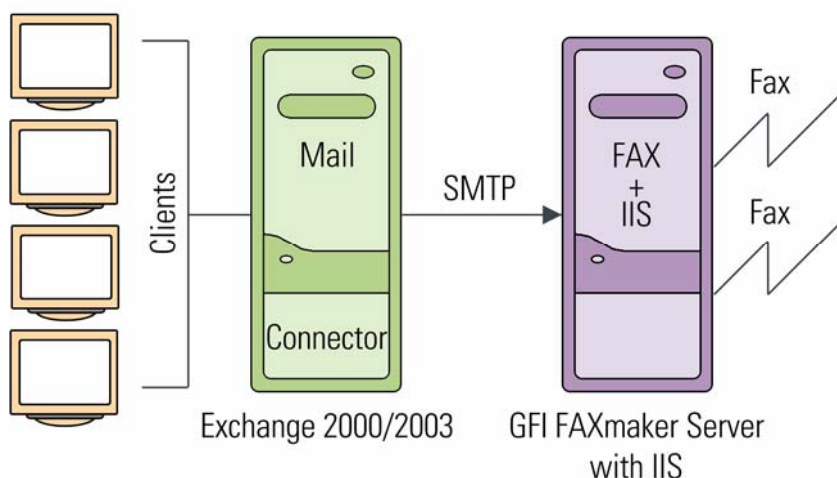 Clients
Mail
Connector
Exchange 2000/2003
SMTP
FAX
+
IIS
GFI FAXmaker Server
with IIS
Fax
Fax